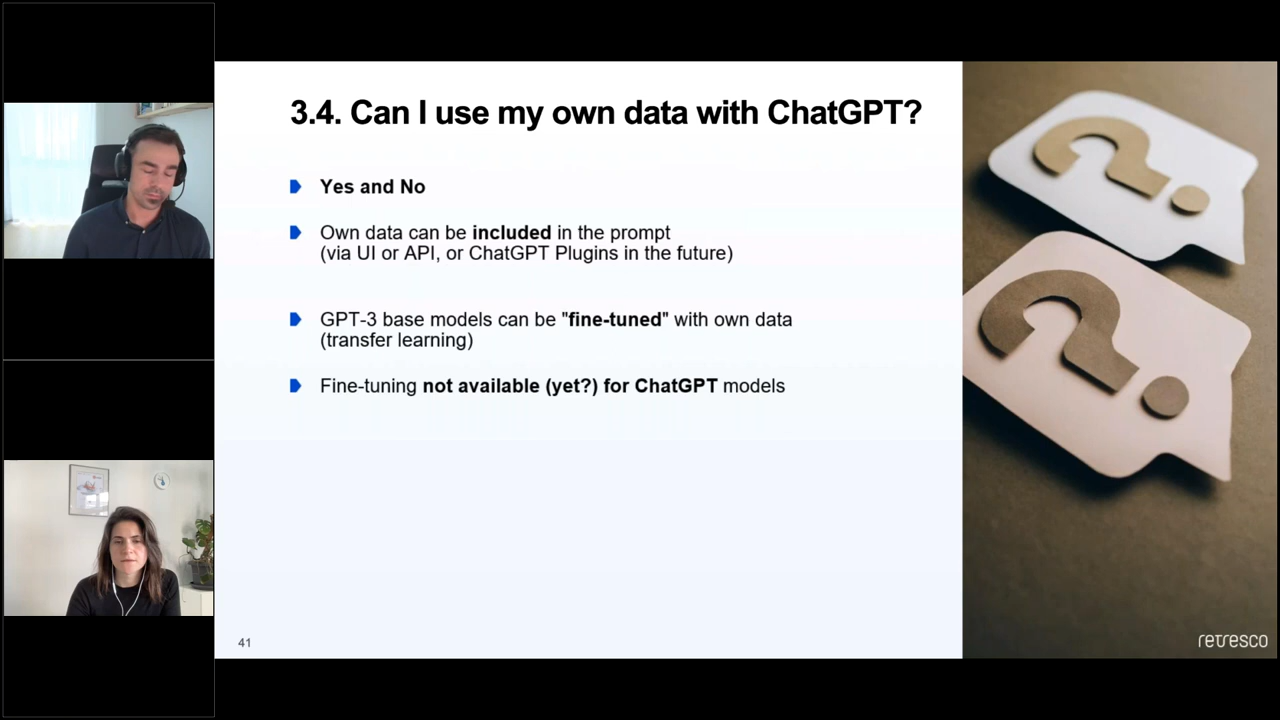 3.4. Can I use my own data with ChatGPT?
Yes and No
Own data can be included in the prompt
(via UI or API, or ChatGPT Plugins in the future)
GPT-3 base models can be "fine-tuned" with own data
(transfer learning)
Fine-tuning not available (yet?) for ChatGPT models
41
retresco